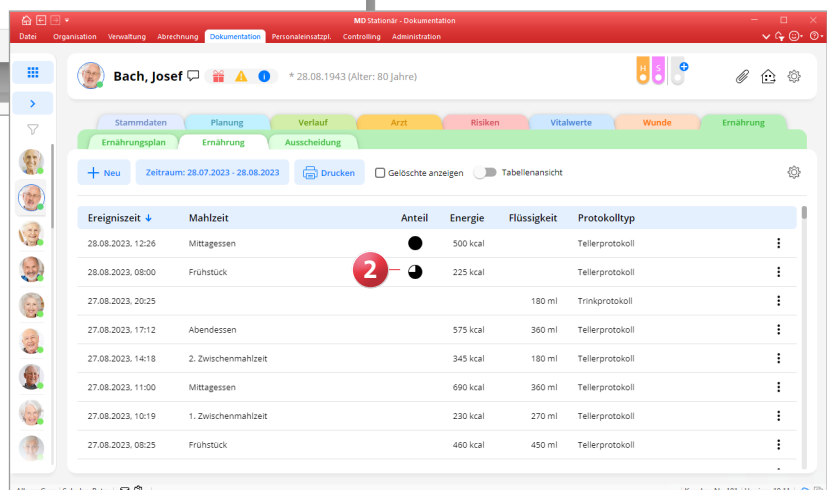 MD Stationär - Dokumentation
Datei Organisation Verwaltung Abrechnung Dokumentation Personaleinsatzpl. Controlling Administration
Bach, Josef * 28.08.1943 (Alter: 80 Jahre)
H S
Stammdaten Planung Verlauf Arzt Risiken Vitalwerte Wunde Ernährung
Ernährungsplan Ernährung Ausscheidung
+ Neu Zeitraum: 28.07.2023 - 28.08.2023 Drucken Gelöschte anzeigen Tabellenansicht
Ereigniszeit ↓ Mahlzeit Anteil Energie Flüssigkeit Protokolltyp
28.08.2023, 12:26 Mittagessen 500 kcal Tellerprotokoll
28.08.2023, 08:00 Frühstück 2 225 kcal Tellerprotokoll
27.08.2023, 20:25 180 ml Trinkprotokoll
27.08.2023, 17:12 Abendessen 575 kcal 360 ml Tellerprotokoll
27.08.2023, 14:18 2. Zwischenmahlzeit 345 kcal 180 ml Tellerprotokoll
27.08.2023, 11:00 Mittagessen 690 kcal 360 ml Tellerprotokoll
27.08.2023, 10:19 1. Zwischenmahlzeit 230 kcal 270 ml Tellerprotokoll
27.08.2023, 08:25 Frühstück 460 kcal 450 ml Tellerprotokoll